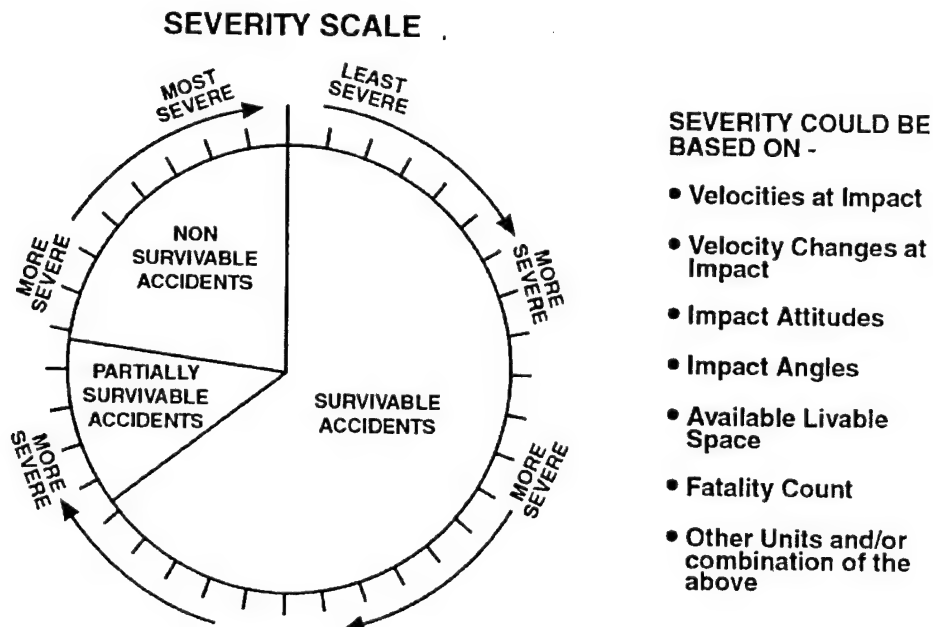 SEVERITY SCALE
MOST
SEVERE
LEAST
SEVERE
MORE
SEVERE
MORE
SEVERE
NON
SURVIVABLE
ACCIDENTS
PARTIALLY
SURVIVABLE
ACCIDENTS
SURVIVABLE
ACCIDENTS
MORE
SEVERE
MORE
SEVERE
SEVERITY COULD BE
BASED ON -
• Velocities at Impact
• Velocity Changes at
Impact
• Impact Attitudes
• Impact Angles
• Available Livable
Space
• Fatality Count
• Other Units and/or
combination of the
above